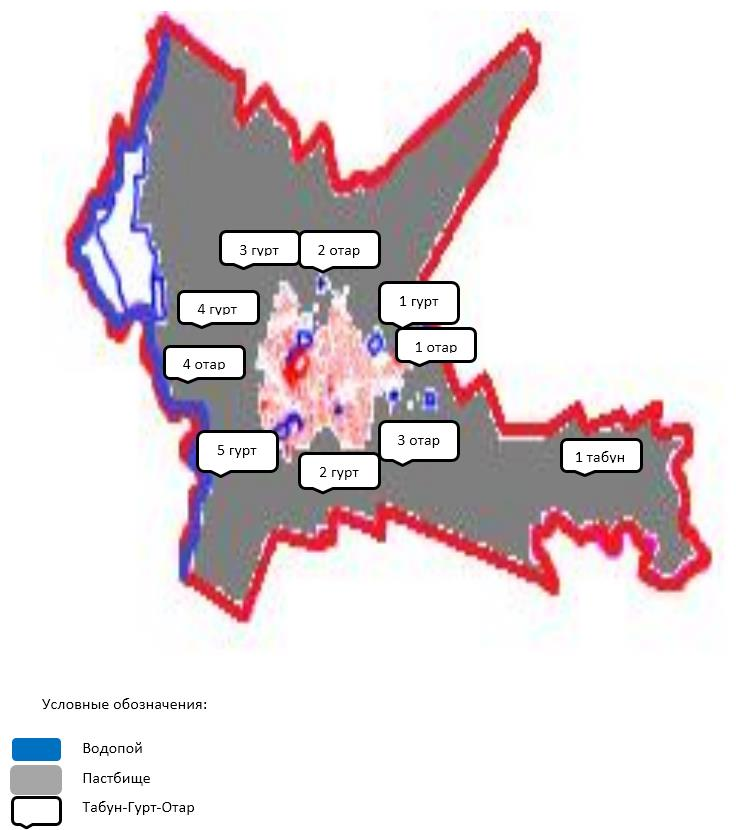 3 гурт
2 отар
4 гурт
1 гурт
1 отар
4 отар
3 отар
5 гурт
2 гурт
1 табун
Условные обозначения:
Водопой
Пастбище
Табун-Гурт-Отар